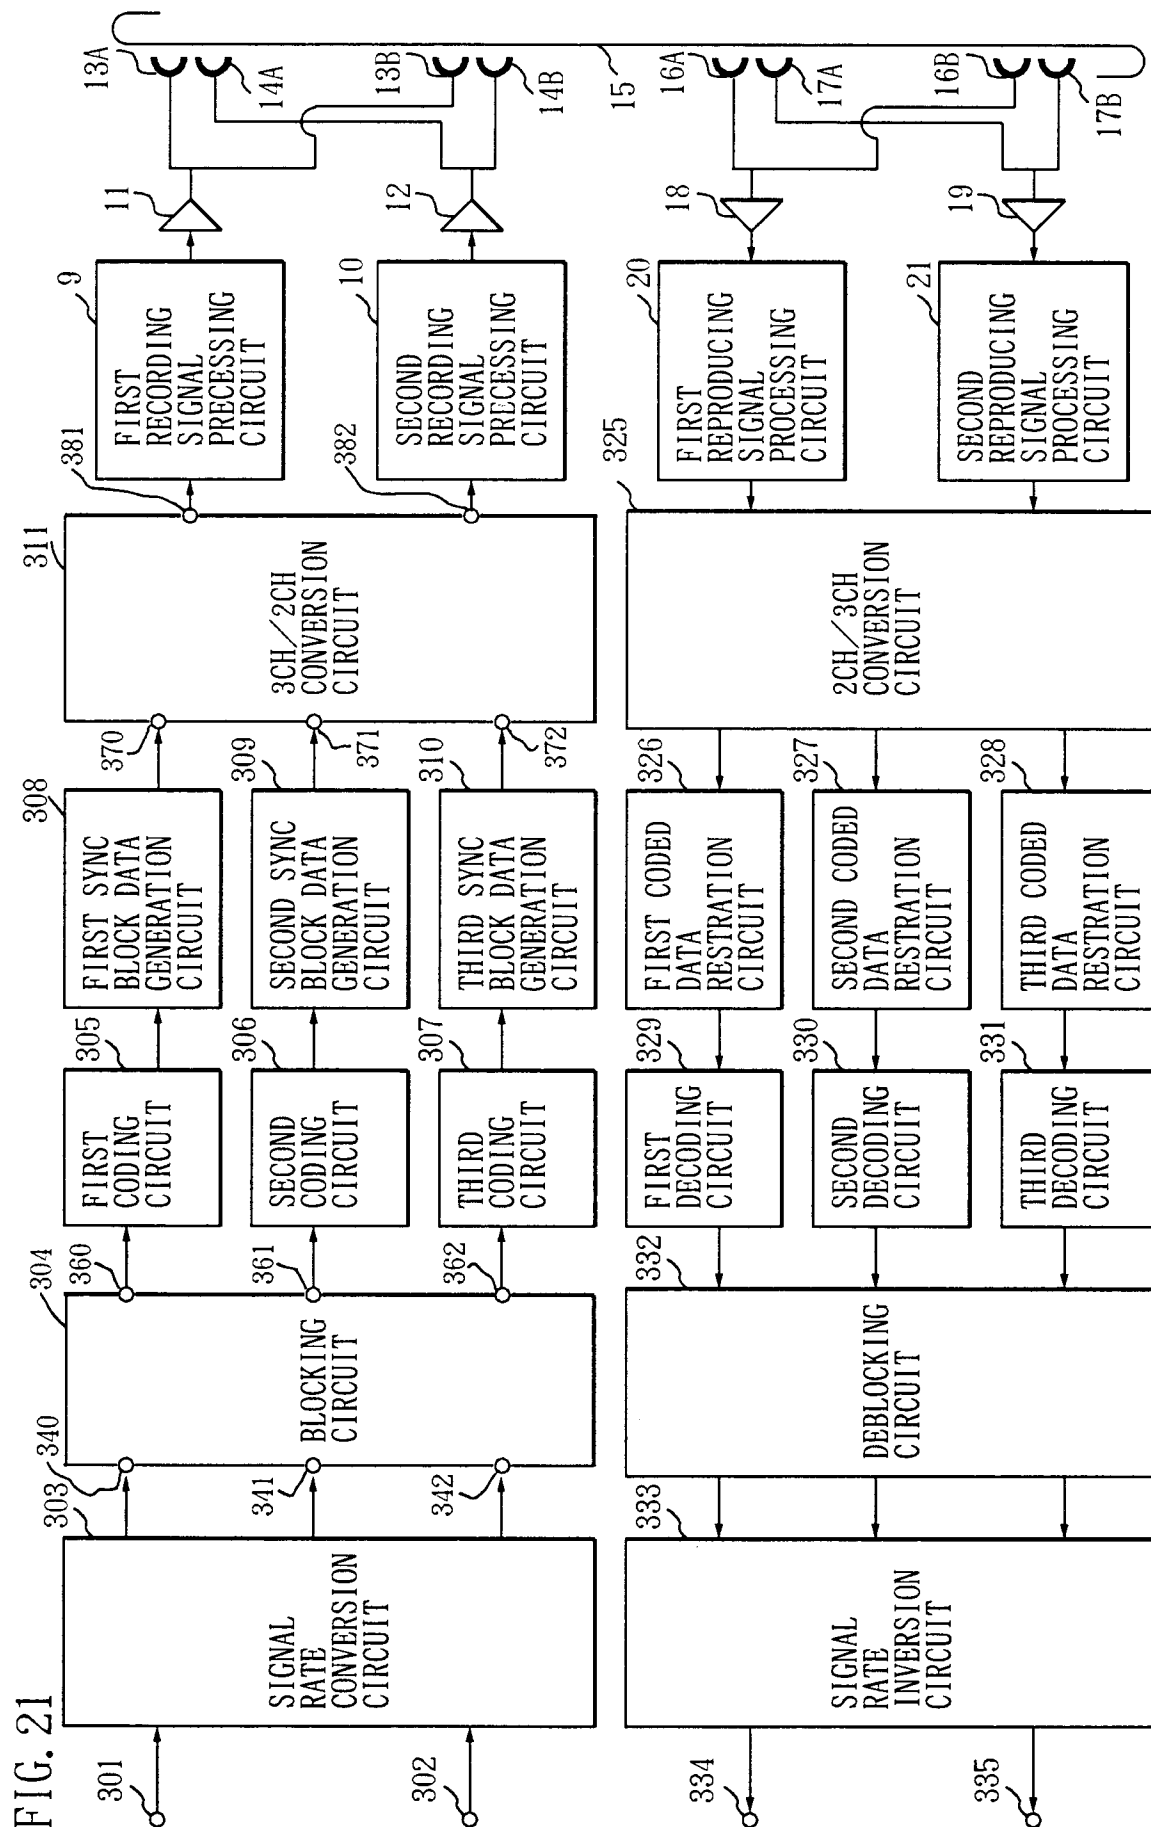 FIG. 21
301
302
303
SIGNAL
RATE
CONVERSION
CIRCUIT
340
341
342
304
BLOCKING
CIRCUIT
360
361
362
305
FIRST
CODING
CIRCUIT
306
SECOND
CODING
CIRCUIT
307
THIRD
CODING
CIRCUIT
308
FIRST SYNC
BLOCK DATA
GENERATION
CIRCUIT
309
SECOND SYNC
BLOCK DATA
GENERATION
CIRCUIT
310
THIRD SYNC
BLOCK DATA
GENERATION
CIRCUIT
370
371
372
311
3CH/2CH
CONVERSION
CIRCUIT
381
382
9
FIRST
RECORDING
SIGNAL
PRECESSING
CIRCUIT
10
SECOND
RECORDING
SIGNAL
PRECESSING
CIRCUIT
11
12
13A
14A
13B
14B
15
16A
17A
16B
17B
18
19
20
FIRST
REPRODUCING
SIGNAL
PROCESSING
CIRCUIT
21
SECOND
REPRODUCING
SIGNAL
PROCESSING
CIRCUIT
325
2CH/3CH
CONVERSION
CIRCUIT
326
FIRST CODED
DATA
RESTRATION
CIRCUIT
327
SECOND CODED
DATA
RESTRATION
CIRCUIT
328
THIRD CODED
DATA
RESTRATION
CIRCUIT
329
FIRST
DECODING
CIRCUIT
330
SECOND
DECODING
CIRCUIT
331
THIRD
DECODING
CIRCUIT
332
DEBLOCKING
CIRCUIT
333
SIGNAL
RATE
INVERSION
CIRCUIT
334
335